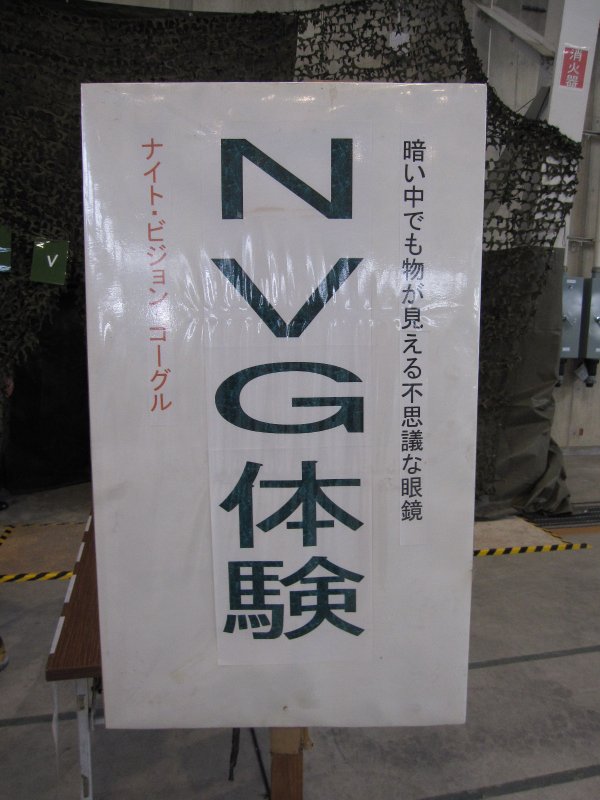 暗い中でも物が見える不思議な眼鏡
NVG体験
ナイト・ビジョン ゴーグル
消火器
V